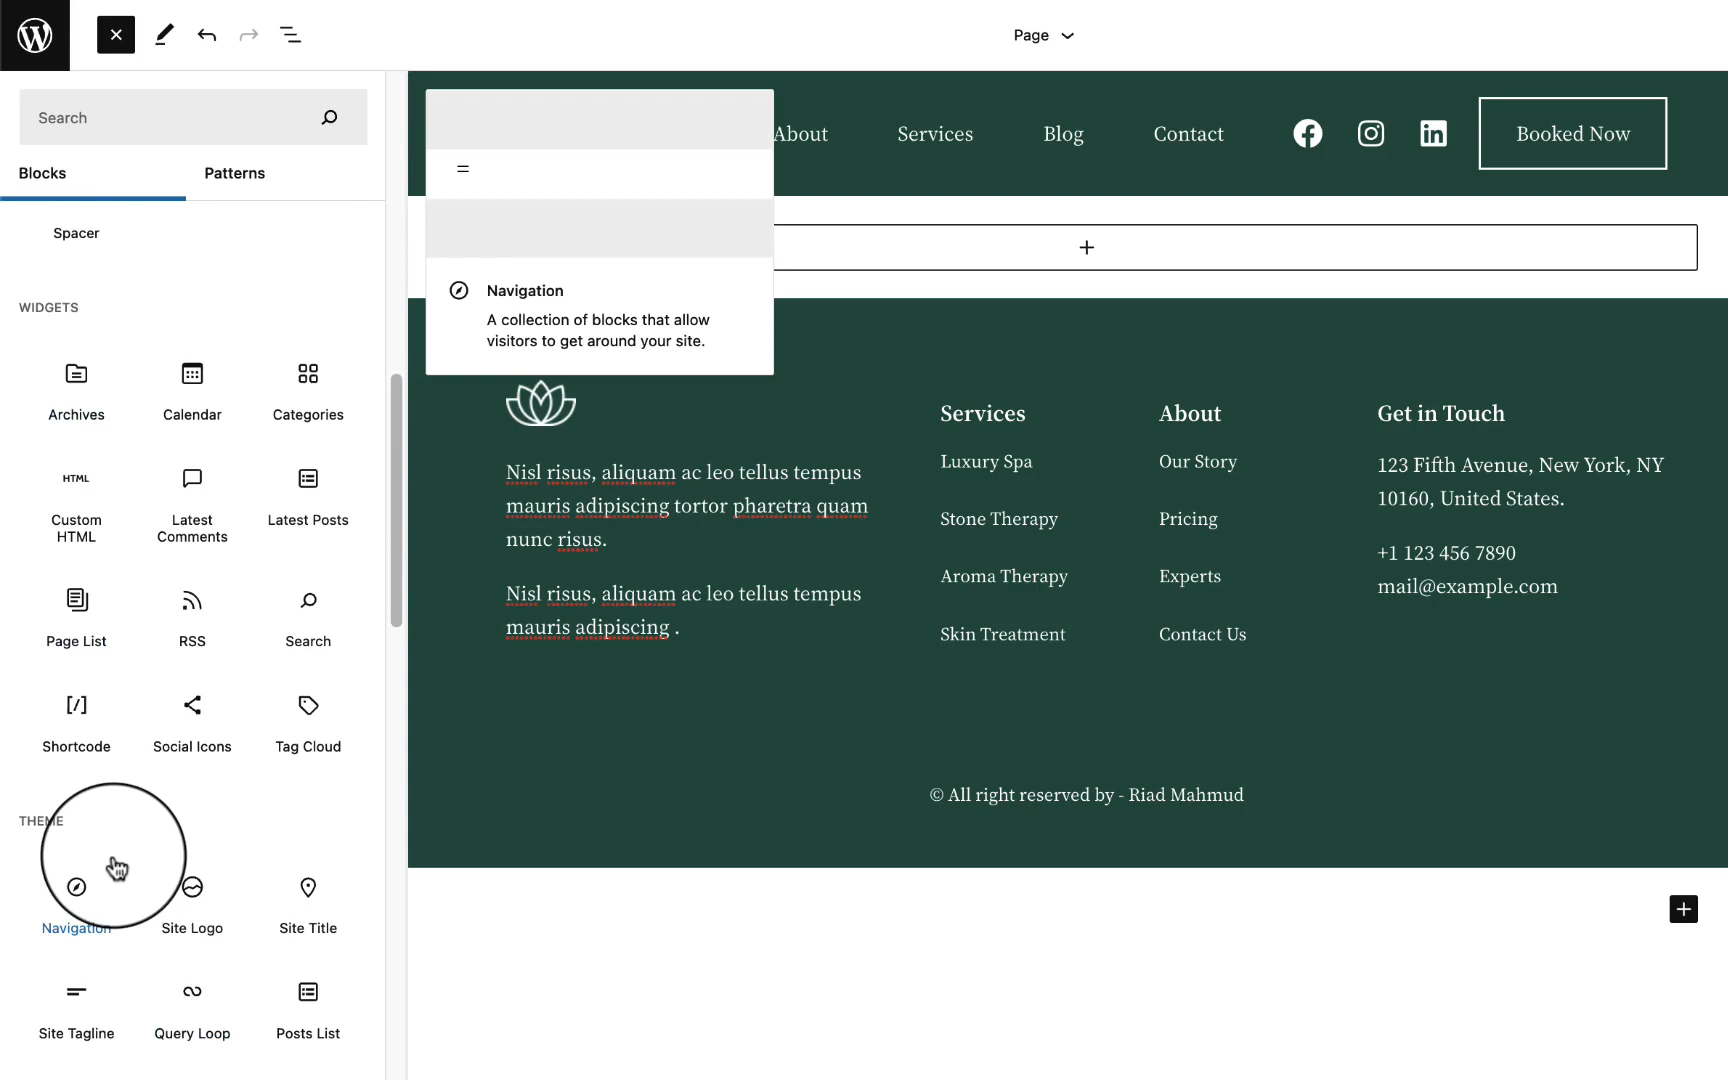 Page
Search
Blocks
Patterns
Spacer
WIDGETS
Archives
Calendar
Categories
HTML
Custom
HTML
Latest
Comments
Latest Posts
Page List
RSS
Search
[/]
Shortcode
Social Icons
Tag Cloud
THEME
Navigation
Site Logo
Site Title
Site Tagline
Query Loop
Posts List
About
Services
Blog
Contact
Booked Now
Navigation
A collection of blocks that allow
visitors to get around your site.
Nisl risus, aliquam ac leo tellus tempus
mauris adipiscing tortor pharetra quam
nunc risus.
Nisl risus, aliquam ac leo tellus tempus
mauris adipiscing .
Services
Luxury Spa
Stone Therapy
Aroma Therapy
Skin Treatment
About
Our Story
Pricing
Experts
Contact Us
Get in Touch
123 Fifth Avenue, New York, NY
10160, United States.
+1 123 456 7890
mail@example.com
© All right reserved by - Riad Mahmud